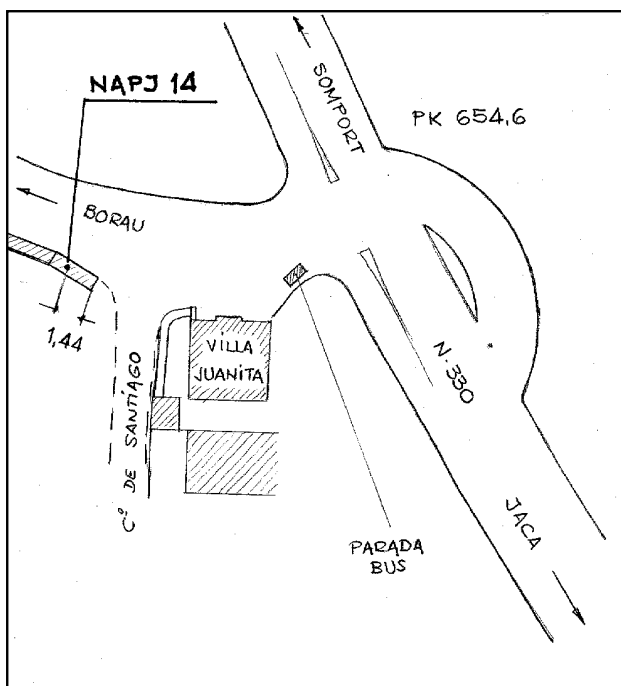 NAPJ 14
SOMPORT
PK 654,6
BORAU
1,44
VILLA
JUANITA
N-330
Cº DE SANTIAGO
JACA
PARADA
BUS